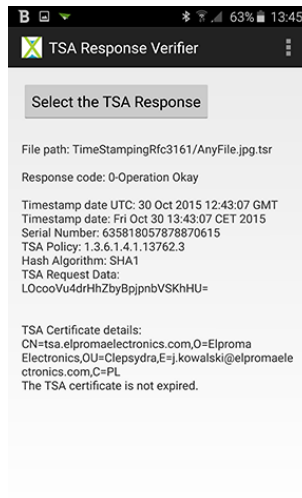 B 63% 13:45
TSA Response Verifier
Select the TSA Response
File path: TimeStampingRfc3161/AnyFile.jpg.tsr
Response code: 0-Operation Okay
Timestamp date UTC: 30 Oct 2015 12:43:07 GMT
Timestamp date: Fri Oct 30 13:43:07 CET 2015
Serial Number: 635818057878870615
TSA Policy: 1.3.6.1.4.1.13762.3
Hash Algorithm: SHA1
TSA Request Data:
LOcooVu4drHhZbyBpjpnbVSKhHU=
TSA Certificate details:
CN=tsa.elpromaelectronics.com,O=Elproma
Electronics,OU=Clepsydra,E=j.kowalski@elpromaele
ctronics.com,C=PL
The TSA certificate is not expired.